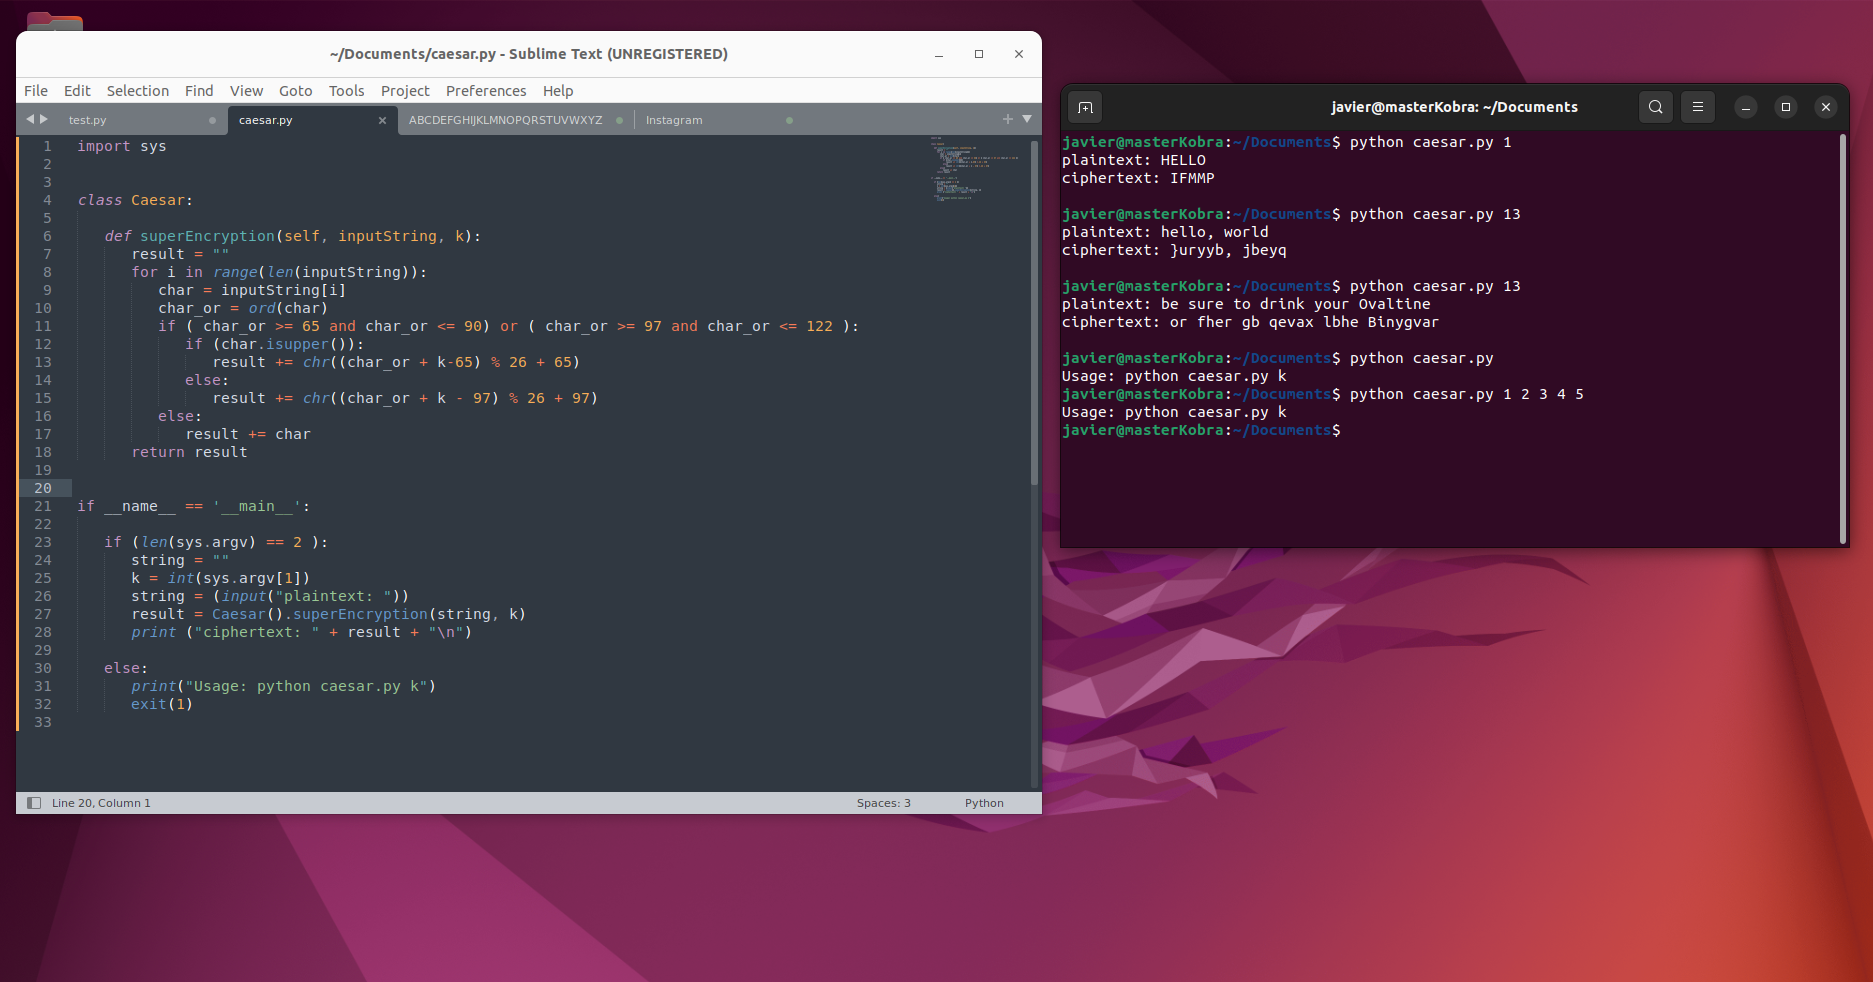 ~/Documents/caesar.py - Sublime Text (UNREGISTERED)
File Edit Selection Find View Goto Tools Project Preferences Help
test.py caesar.py ABCDEFGHIJKLMNOPQRSTUVWXYZ Instagram
1 import sys
2
3
4 class Caesar:
5
6 def superEncryption(self, inputString, k):
7 result = ""
8 for i in range(len(inputString)):
9 char = inputString[i]
10 char_or = ord(char)
11 if ( char_or >= 65 and char_or <= 90) or ( char_or >= 97 and char_or <= 122 ):
12 if (char.isupper()):
13 result += chr((char_or + k-65) % 26 + 65)
14 else:
15 result += chr((char_or + k - 97) % 26 + 97)
16 else:
17 result += char
18 return result
19
20
21 if __name__ == '__main__':
22
23 if (len(sys.argv) == 2 ):
24 string = ""
25 k = int(sys.argv[1])
26 string = (input("plaintext: "))
27 result = Caesar().superEncryption(string, k)
28 print ("ciphertext: " + result + "\n")
29
30 else:
31 print("Usage: python caesar.py k")
32 exit(1)
33
Line 20, Column 1 Spaces: 3 Python
javier@masterKobra: ~/Documents
javier@masterKobra:~/Documents$ python caesar.py 1
plaintext: HELLO
ciphertext: IFMMP
javier@masterKobra:~/Documents$ python caesar.py 13
plaintext: hello, world
ciphertext: }uryyb, jbeyq
javier@masterKobra:~/Documents$ python caesar.py 13
plaintext: be sure to drink your Ovaltine
ciphertext: or fher gb qevax lbhe Binygvar
javier@masterKobra:~/Documents$ python caesar.py
Usage: python caesar.py k
javier@masterKobra:~/Documents$ python caesar.py 1 2 3 4 5
Usage: python caesar.py k
javier@masterKobra:~/Documents$